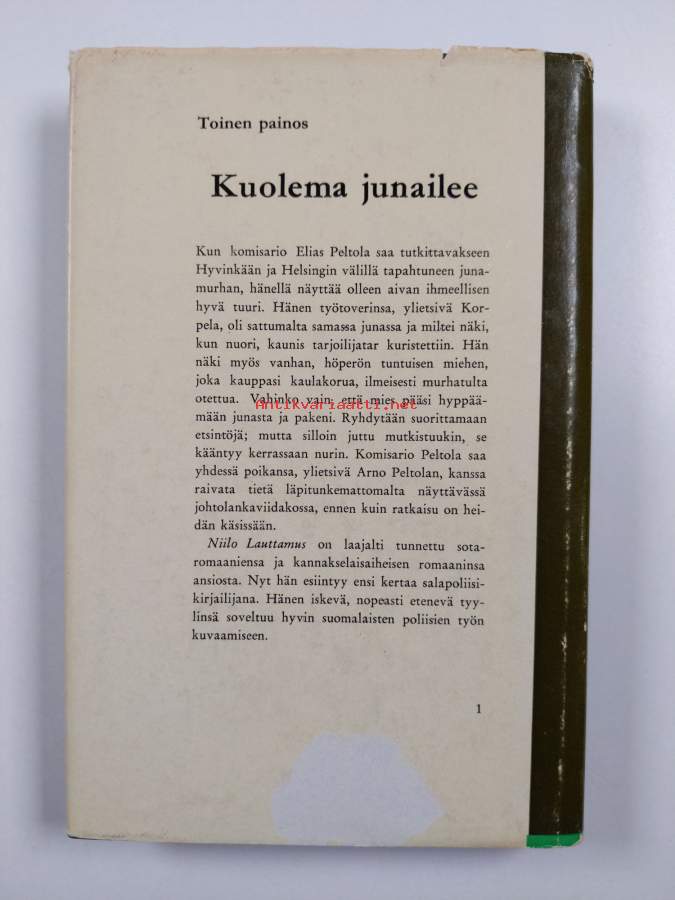 Toinen painos
Kuolema junailee
Kun komisario Elias Peltola saa tutkittavakseen
Hyvinkään ja Helsingin välillä tapahtuneen juna-
murhan, hänellä näyttää olleen aivan ihmeellisen
hyvä tuuri. Hänen työtoverinsa, ylietsivä Kor-
pela, oli sattumalta samassa junassa ja miltei näki,
kun nuori, kaunis tarjoilijatar kuristettiin. Hän
näki myös vanhan, höperön tuntuisen miehen,
joka kauppasi kaulakorua, ilmeisesti murhatulta
otettua. Vahinko vain, että mies pääsi hyppää-
Antikvariaatti.net
mään junasta ja pakeni. Ryhdytään suorittamaan
etsintöjä; mutta silloin juttu mutkistuukin, se
kääntyy kerrassaan nurin. Komisario Peltola saa
yhdessä poikansa, ylietsivä Arno Peltolan, kanssa
raivata tietä läpitunkemattomalta näyttävässä
johtolankaviidakossa, ennen kuin ratkaisu on hei-
dän käsissään.
Niilo Lauttamus on laajalti tunnettu sota-
romaaniensa ja kannakselaisaiheisen romaaninsa
ansiosta. Nyt hän esiintyy ensi kertaa salapoliisi-
kirjailijana. Hänen iskevä, nopeasti etenevä tyy-
linsä soveltuu hyvin suomalaisten poliisien työn
kuvaamiseen.
1